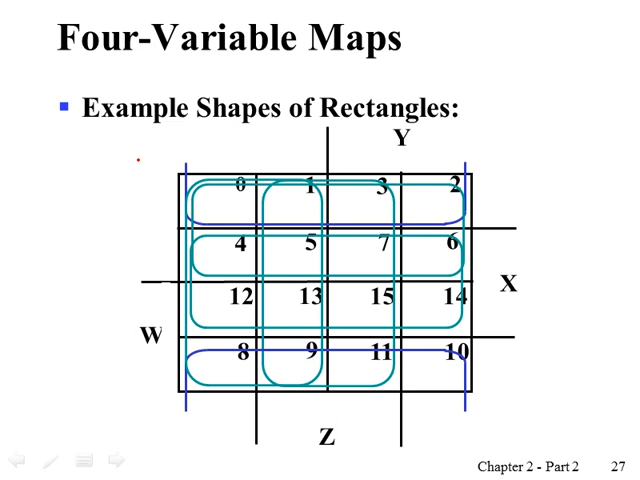 Four-Variable Maps
Example Shapes of Rectangles:
Y
0 1 3 2
4 5 7 6
X
12 13 15 14
W
8 9 11 10
Z
Chapter 2 - Part 2 27